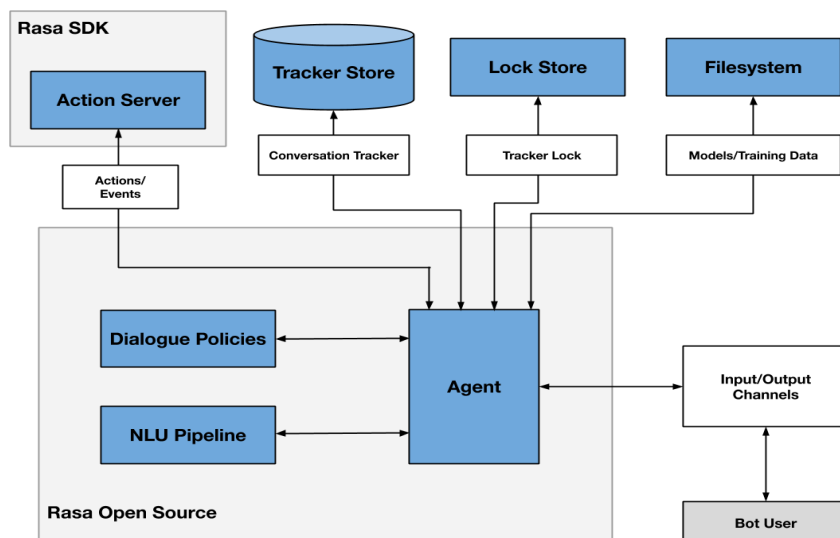 Rasa SDK
Action Server
Tracker Store
Lock Store
Filesystem
Conversation Tracker
Tracker Lock
Models/Training Data
Actions/
Events
Dialogue Policies
Agent
NLU Pipeline
Input/Output
Channels
Rasa Open Source
Bot User